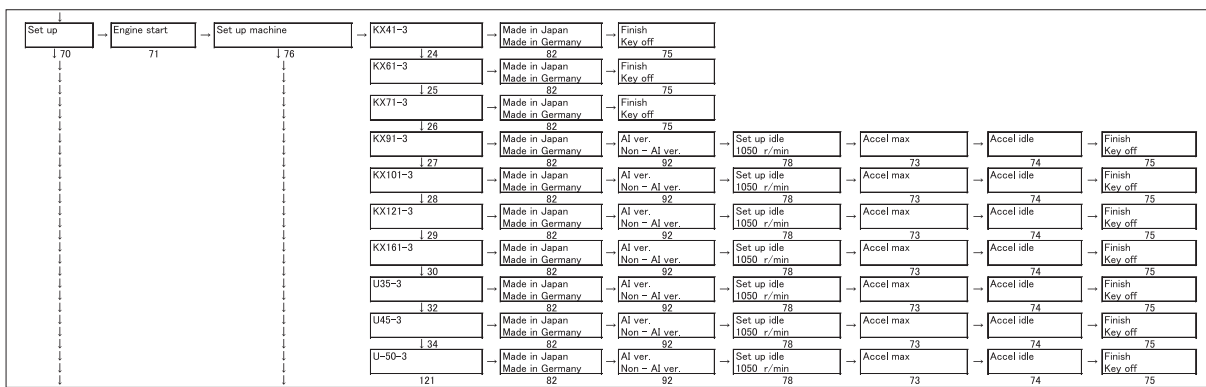 ↓
Set up → Engine start → Set up machine → KX41-3 → Made in Japan Made in Germany → Finish Key off
↓ 70 71 ↓ 76 ↓ 24 82 75
↓ ↓ KX61-3 → Made in Japan Made in Germany → Finish Key off
↓ ↓ ↓ 25 82 75
↓ ↓ KX71-3 → Made in Japan Made in Germany → Finish Key off
↓ ↓ ↓ 26 82 75
↓ ↓ KX91-3 → Made in Japan Made in Germany → AI ver. Non - AI ver. → Set up idle 1050 r/min → Accel max → Accel idle → Finish Key off
↓ ↓ ↓ 27 82 92 78 73 74 75
↓ ↓ KX101-3 → Made in Japan Made in Germany → AI ver. Non - AI ver. → Set up idle 1050 r/min → Accel max → Accel idle → Finish Key off
↓ ↓ ↓ 28 82 92 78 73 74 75
↓ ↓ KX121-3 → Made in Japan Made in Germany → AI ver. Non - AI ver. → Set up idle 1050 r/min → Accel max → Accel idle → Finish Key off
↓ ↓ ↓ 29 82 92 78 73 74 75
↓ ↓ KX161-3 → Made in Japan Made in Germany → AI ver. Non - AI ver. → Set up idle 1050 r/min → Accel max → Accel idle → Finish Key off
↓ ↓ ↓ 30 82 92 78 73 74 75
↓ ↓ U35-3 → Made in Japan Made in Germany → AI ver. Non - AI ver. → Set up idle 1050 r/min → Accel max → Accel idle → Finish Key off
↓ ↓ ↓ 32 82 92 78 73 74 75
↓ ↓ U45-3 → Made in Japan Made in Germany → AI ver. Non - AI ver. → Set up idle 1050 r/min → Accel max → Accel idle → Finish Key off
↓ ↓ ↓ 34 82 92 78 73 74 75
↓ ↓ U-50-3 → Made in Japan Made in Germany → AI ver. Non - AI ver. → Set up idle 1050 r/min → Accel max → Accel idle → Finish Key off
↓ ↓ 121 82 92 78 73 74 75